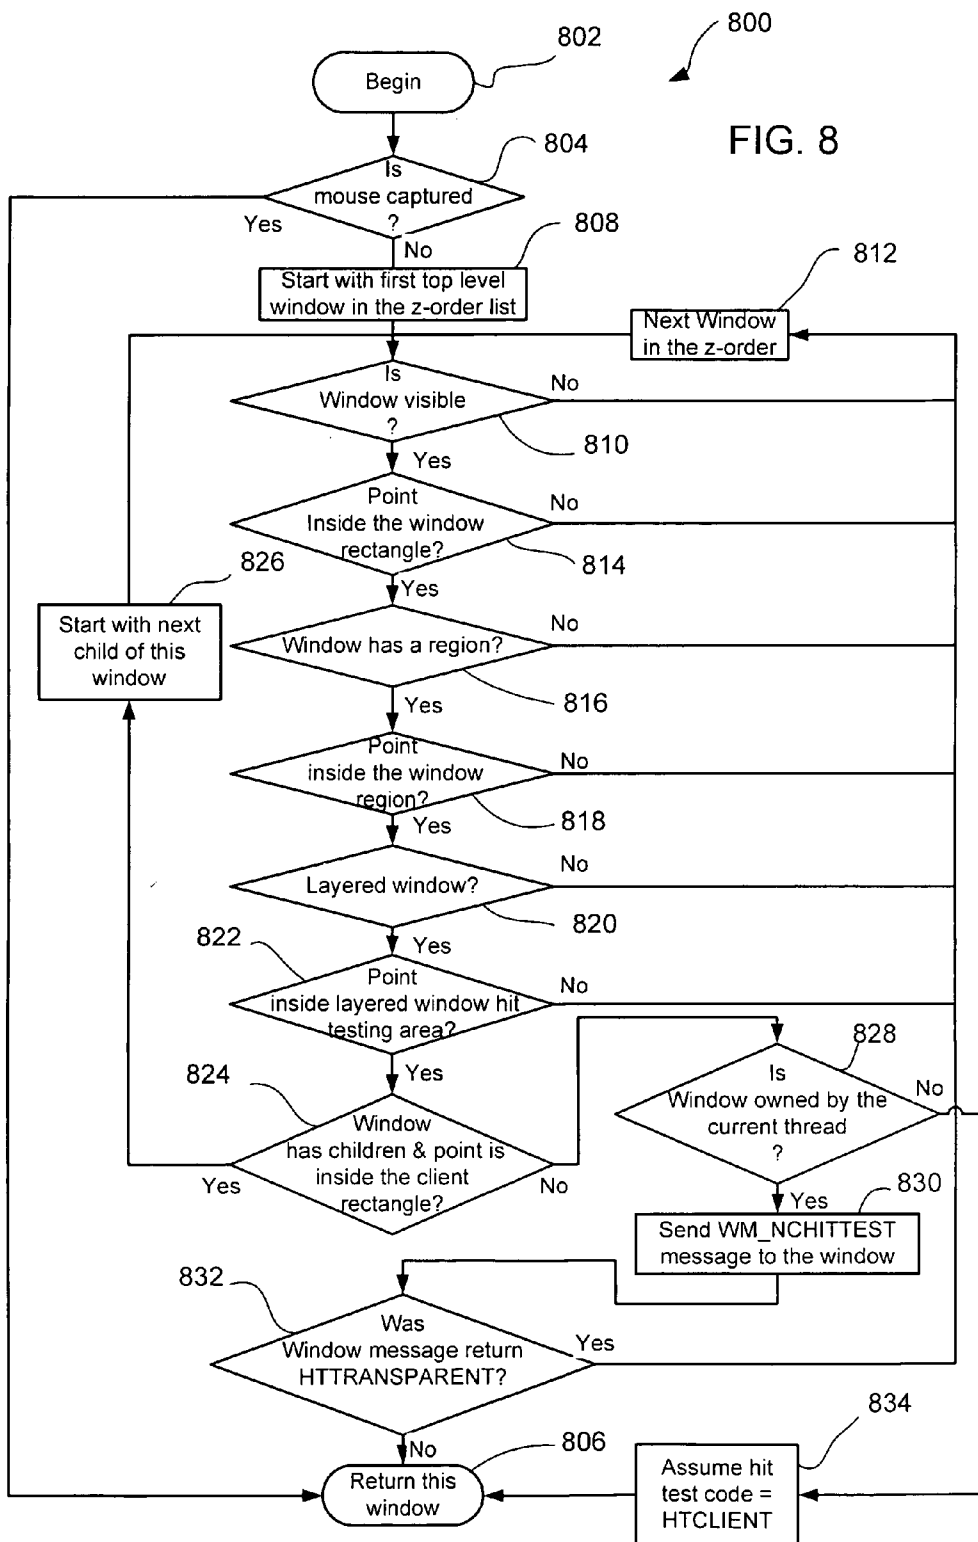 800
802
Begin
FIG. 8
804
Is
mouse captured
?
Yes
No
808
Start with first top level
window in the z-order list
812
Next Window
in the z-order
Is
Window visible
?
No
810
Yes
Point
Inside the window
rectangle?
No
814
Yes
826
Start with next
child of this
window
Window has a region?
No
816
Yes
Point
inside the window
region?
No
818
Yes
Layered window?
No
820
Yes
822
Point
inside layered window hit
testing area?
No
Yes
824
Window
has children & point is
inside the client
rectangle?
Yes
No
828
Is
Window owned by the
current thread
?
No
Yes
830
Send WM_NCHITTEST
message to the window
832
Was
Window message return
HTTRANSPARENT?
Yes
No
806
Return this
window
834
Assume hit
test code =
HTCLIENT